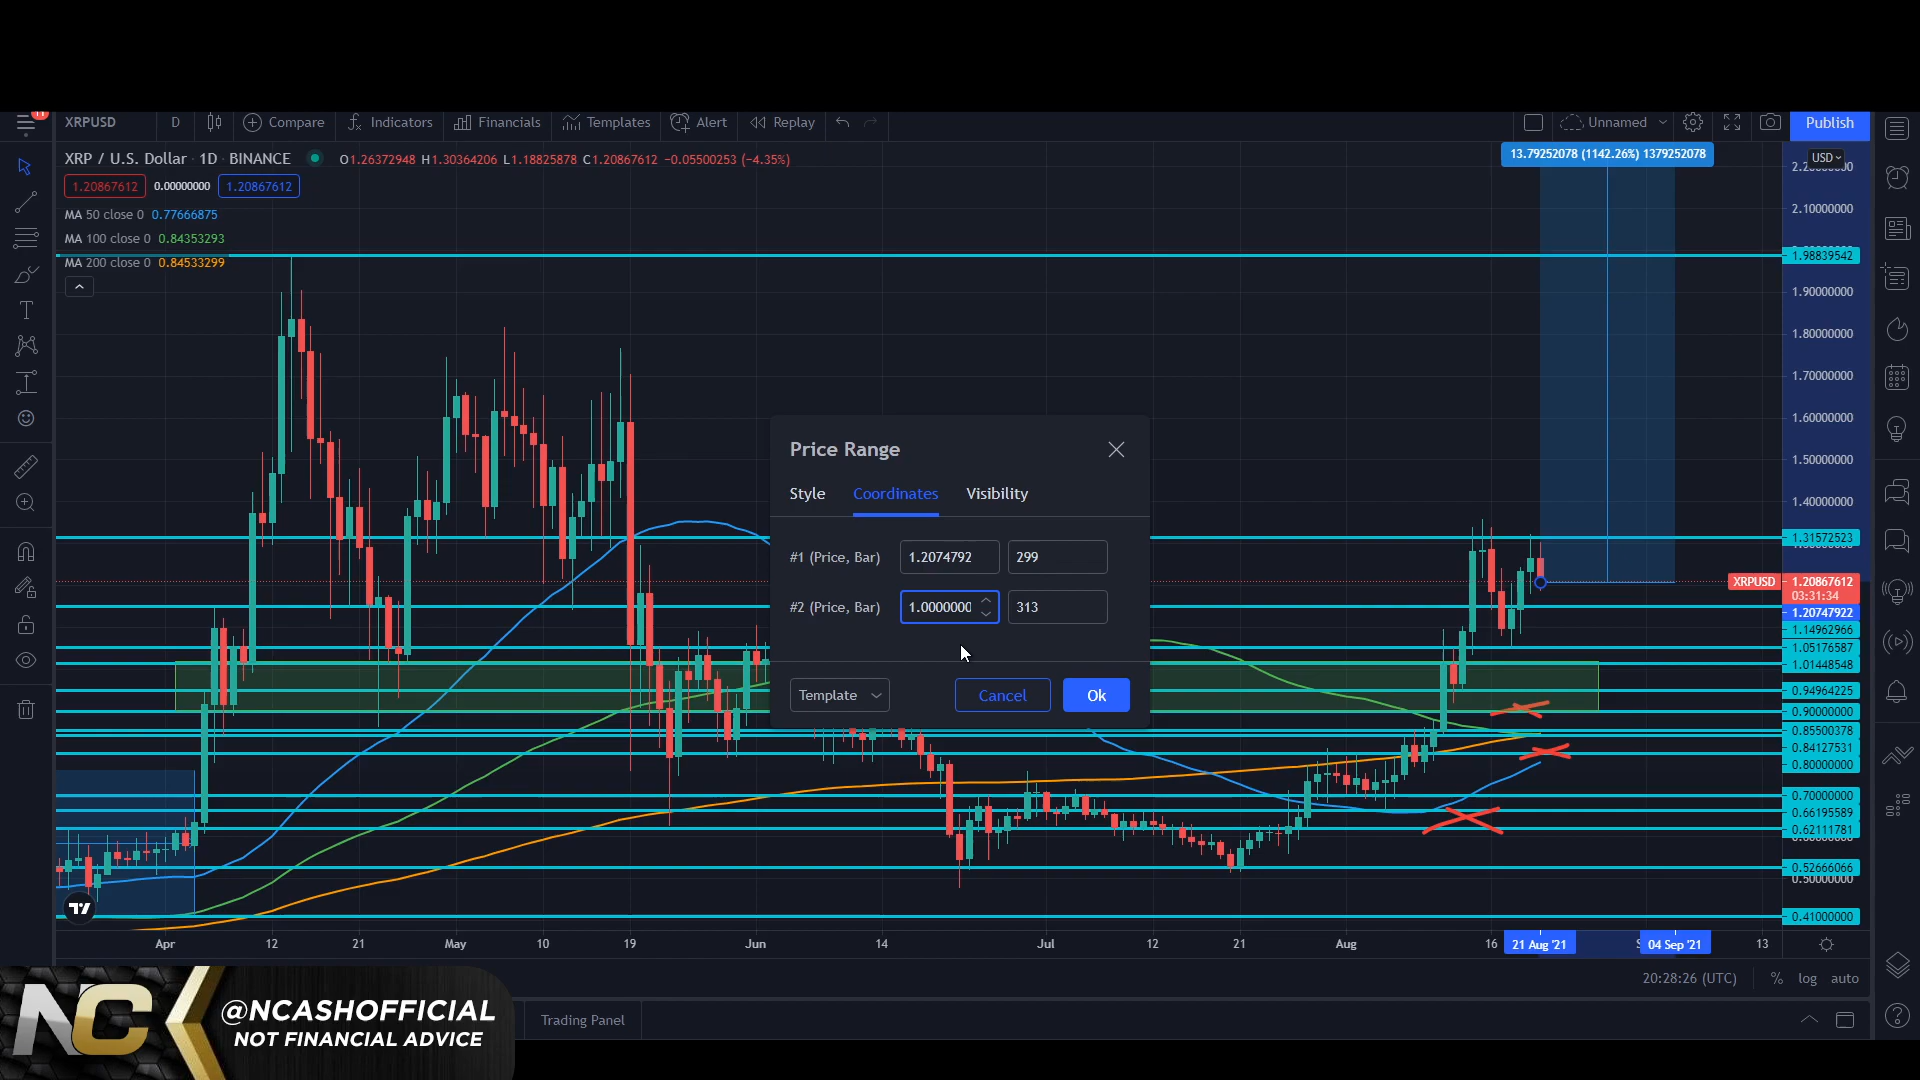 11
XRPUSD D Compare Indicators Financials Templates Alert Replay Unnamed Publish
XRP / U.S. Dollar · 1D · BINANCE O1.26372948 H1.30364206 L1.18825878 C1.20867612 −0.05500253 (−4.35%)
13.79252078 (1142.26%) 1379252078
USD
1.20867612 0.00000000 1.20867612
MA 50 close 0 0.77666875
MA 100 close 0 0.84353293
MA 200 close 0 0.84533299
2.10000000
1.98839542
1.90000000
1.80000000
1.70000000
1.60000000
1.50000000
1.40000000
1.31572523
XRPUSD 1.20867612
03:31:34
1.20747922
1.14962966
1.05176587
1.01448548
0.94964225
0.90000000
0.85500378
0.84127531
0.80000000
0.70000000
0.66195589
0.62111781
0.52666066
0.50000000
0.41000000
Price Range
Style Coordinates Visibility
#1 (Price, Bar) 1.2074792 299
#2 (Price, Bar) 1.0000000 313
Template Cancel Ok
Apr 12 21 May 10 19 Jun 14 Jul 12 21 Aug 16 21 Aug '21 04 Sep '21 13
20:28:26 (UTC) % log auto
Trading Panel
NC
@NCASHOFFICIAL
NOT FINANCIAL ADVICE